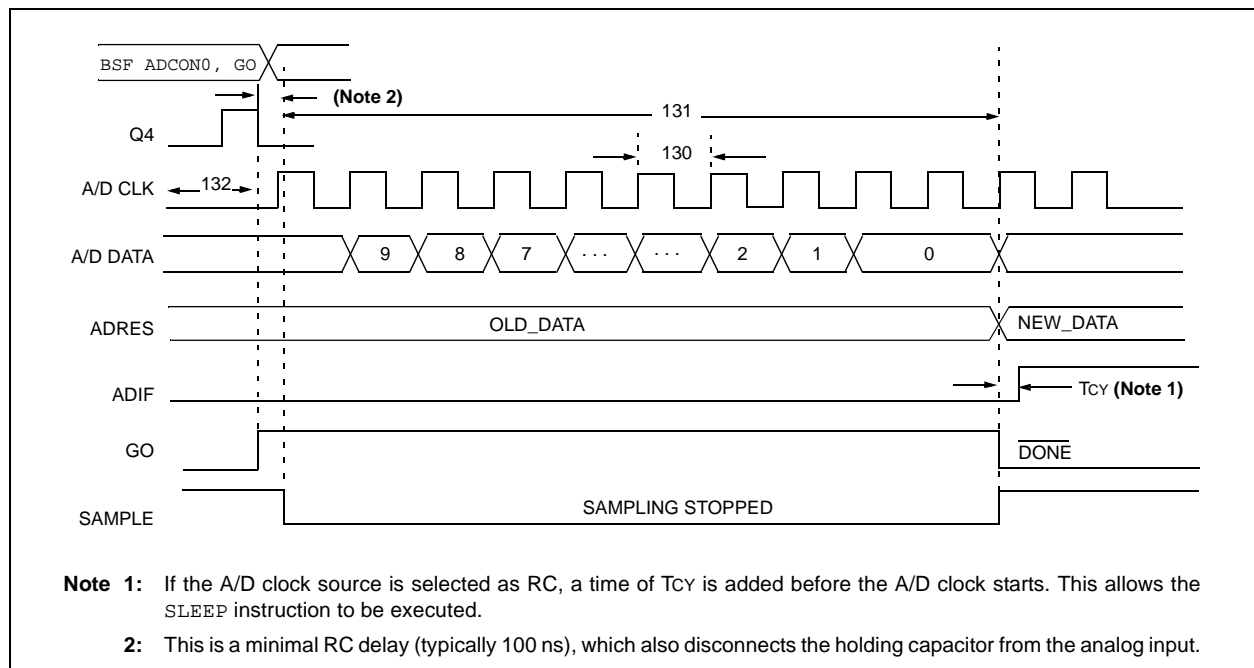 BSF ADCON0, GO
(Note 2)
131
Q4
130
A/D CLK
132
A/D DATA
9 8 7 . . . . . . 2 1 0
ADRES
OLD_DATA
NEW_DATA
ADIF
TCY (Note 1)
GO
DONE
SAMPLE
SAMPLING STOPPED
Note 1: If the A/D clock source is selected as RC, a time of TCY is added before the A/D clock starts. This allows the
SLEEP instruction to be executed.
2: This is a minimal RC delay (typically 100 ns), which also disconnects the holding capacitor from the analog input.